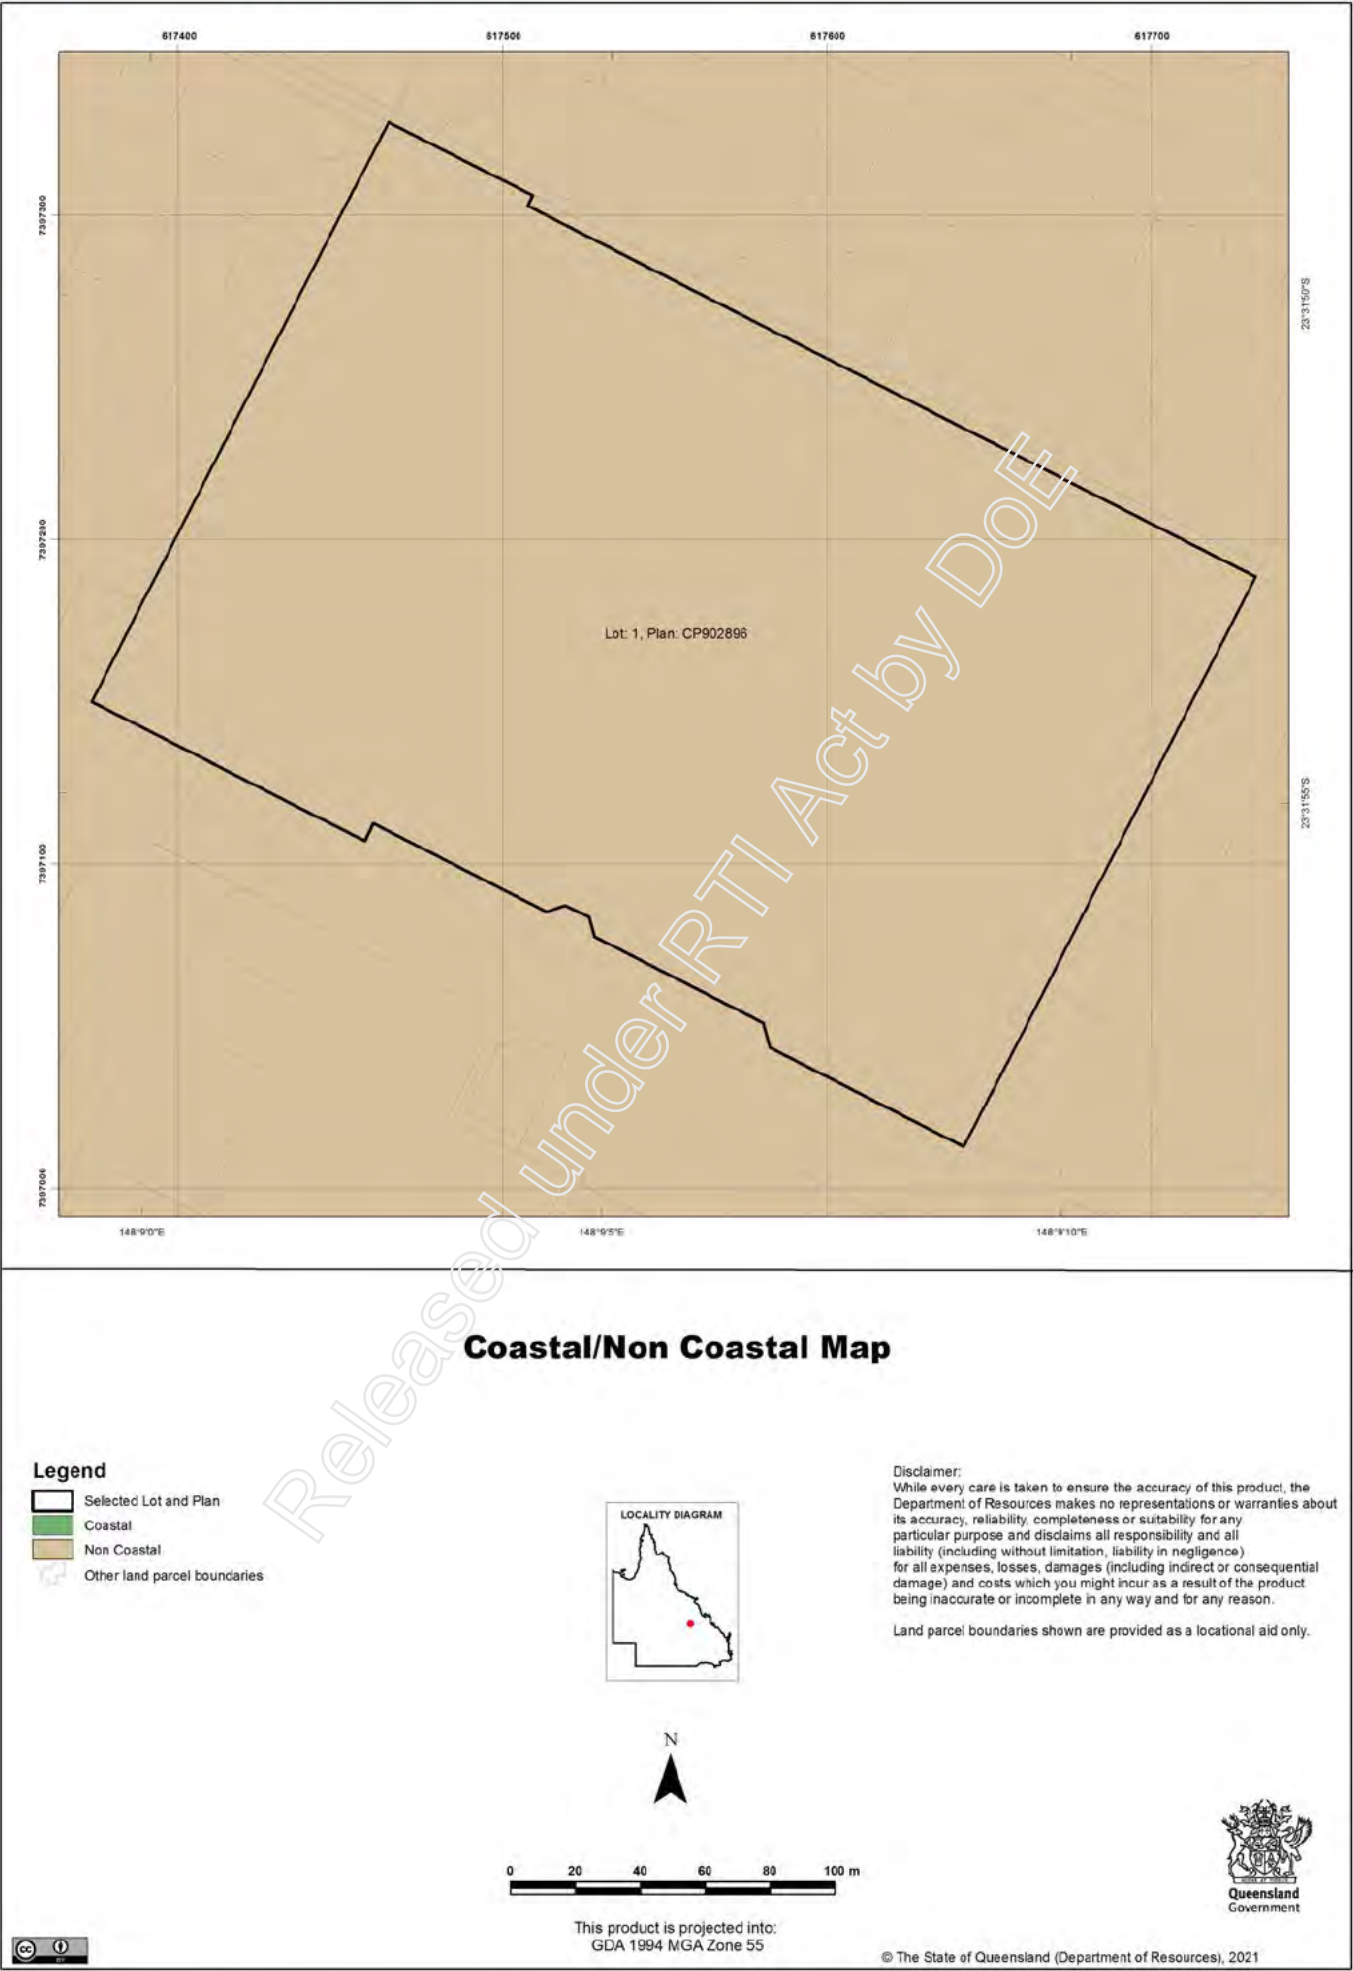 617400 617500 617600 617700
7397300
7397200
7397100
7397000
23°31'50"S
23°31'55"S
Lot: 1, Plan: CP902896
148°9'0"E 148°9'5"E 148°9'10"E
Released under RTI Act by DoE
Coastal/Non Coastal Map
Legend
Selected Lot and Plan
Coastal
Non Coastal
Other land parcel boundaries
LOCALITY DIAGRAM
Disclaimer:
While every care is taken to ensure the accuracy of this product, the
Department of Resources makes no representations or warranties about
its accuracy, reliability, completeness or suitability for any
particular purpose and disclaims all responsibility and all
liability (including without limitation, liability in negligence)
for all expenses, losses, damages (including indirect or consequential
damage) and costs which you might incur as a result of the product
being inaccurate or incomplete in any way and for any reason.
Land parcel boundaries shown are provided as a locational aid only.
N
0 20 40 60 80 100 m
This product is projected into:
GDA 1994 MGA Zone 55
Queensland
Government
cc
BY
© The State of Queensland (Department of Resources), 2021